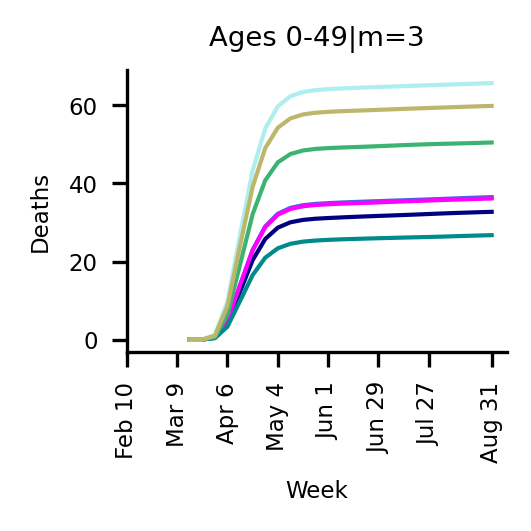 Ages 0-49|m=3
Deaths
60
40
20
0
Feb 10
Mar 9
Apr 6
May 4
Jun 1
Jun 29
Jul 27
Aug 31
Week